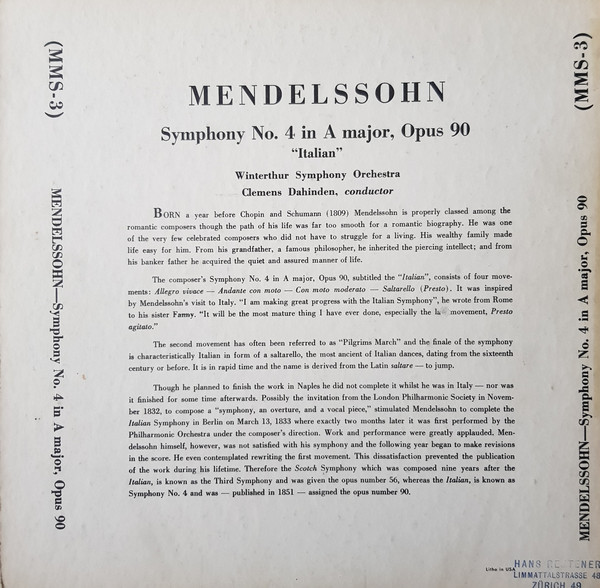 (MMS-3)
MENDELSSOHN—Symphony No. 4 in A major, Opus 90
MENDELSSOHN
Symphony No. 4 in A major, Opus 90
“Italian”
Winterthur Symphony Orchestra
Clemens Dahinden, conductor
BORN a year before Chopin and Schumann (1809) Mendelssohn is properly classed among the
romantic composers though the path of his life was far too smooth for a romantic biography. He was one
of the very few celebrated composers who did not have to struggle for a living. His wealthy family made
life easy for him. From his grandfather, a famous philosopher, he inherited the piercing intellect; and from
his banker father he acquired the quiet and assured manner of life.
The composer's Symphony No. 4 in A major, Opus 90, subtitled the “Italian”, consists of four move-
ments: Allegro vivace — Andante con moto — Con moto moderato — Saltarello (Presto). It was inspired
by Mendelssohn's visit to Italy. “I am making great progress with the Italian Symphony”, he wrote from Rome
to his sister Fanny. “It will be the most mature thing I have ever done, especially the movement, Presto
agitato.”
The second movement has often been referred to as “Pilgrims March” and the finale of the symphony
is characteristically Italian in form of a saltarello, the most ancient of Italian dances, dating from the sixteenth
century or before. It is in rapid time and the name is derived from the Latin saltare — to jump.
Though he planned to finish the work in Naples he did not complete it whilst he was in Italy — nor was
it finished for some time afterwards. Possibly the invitation from the London Philharmonic Society in Novem-
ber 1832, to compose a “symphony, an overture, and a vocal piece,” stimulated Mendelssohn to complete the
Italian Symphony in Berlin on March 13, 1833 where exactly two months later it was first performed by the
Philharmonic Orchestra under the composer's direction. Work and performance were greatly applauded. Men-
delssohn himself, however, was not satisfied with his symphony and the following year began to make revisions
in the score. He even contemplated rewriting the first movement. This dissatisfaction prevented the publication
of the work during his lifetime. Therefore the Scotch Symphony which was composed nine years after the
Italian, is known as the Third Symphony and was given the opus number 56, whereas the Italian, is known as
Symphony No. 4 and was — published in 1851 — assigned the opus number 90.
(MMS-3)
MENDELSSOHN—Symphony No. 4 in A major, Opus 90
Litho in USA
HANS
LIMMATTALSTRASSE 48
ZÜRICH 49